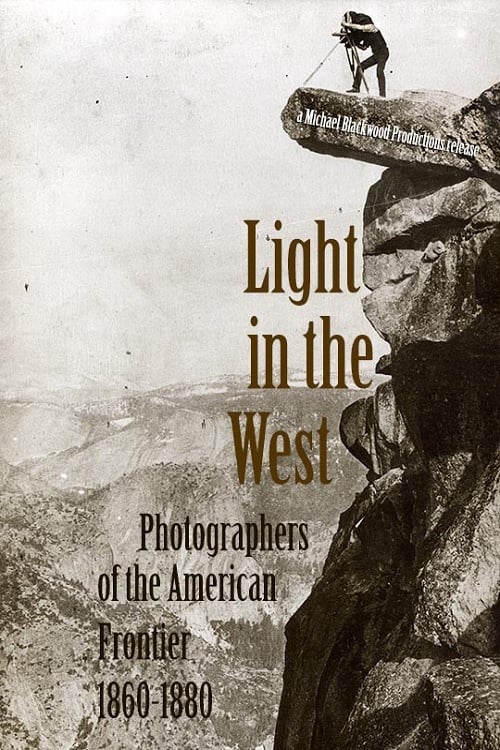 a Michael Blackwood Productions release
Light
in the
West
Photographers
of the American
Frontier
1860-1880